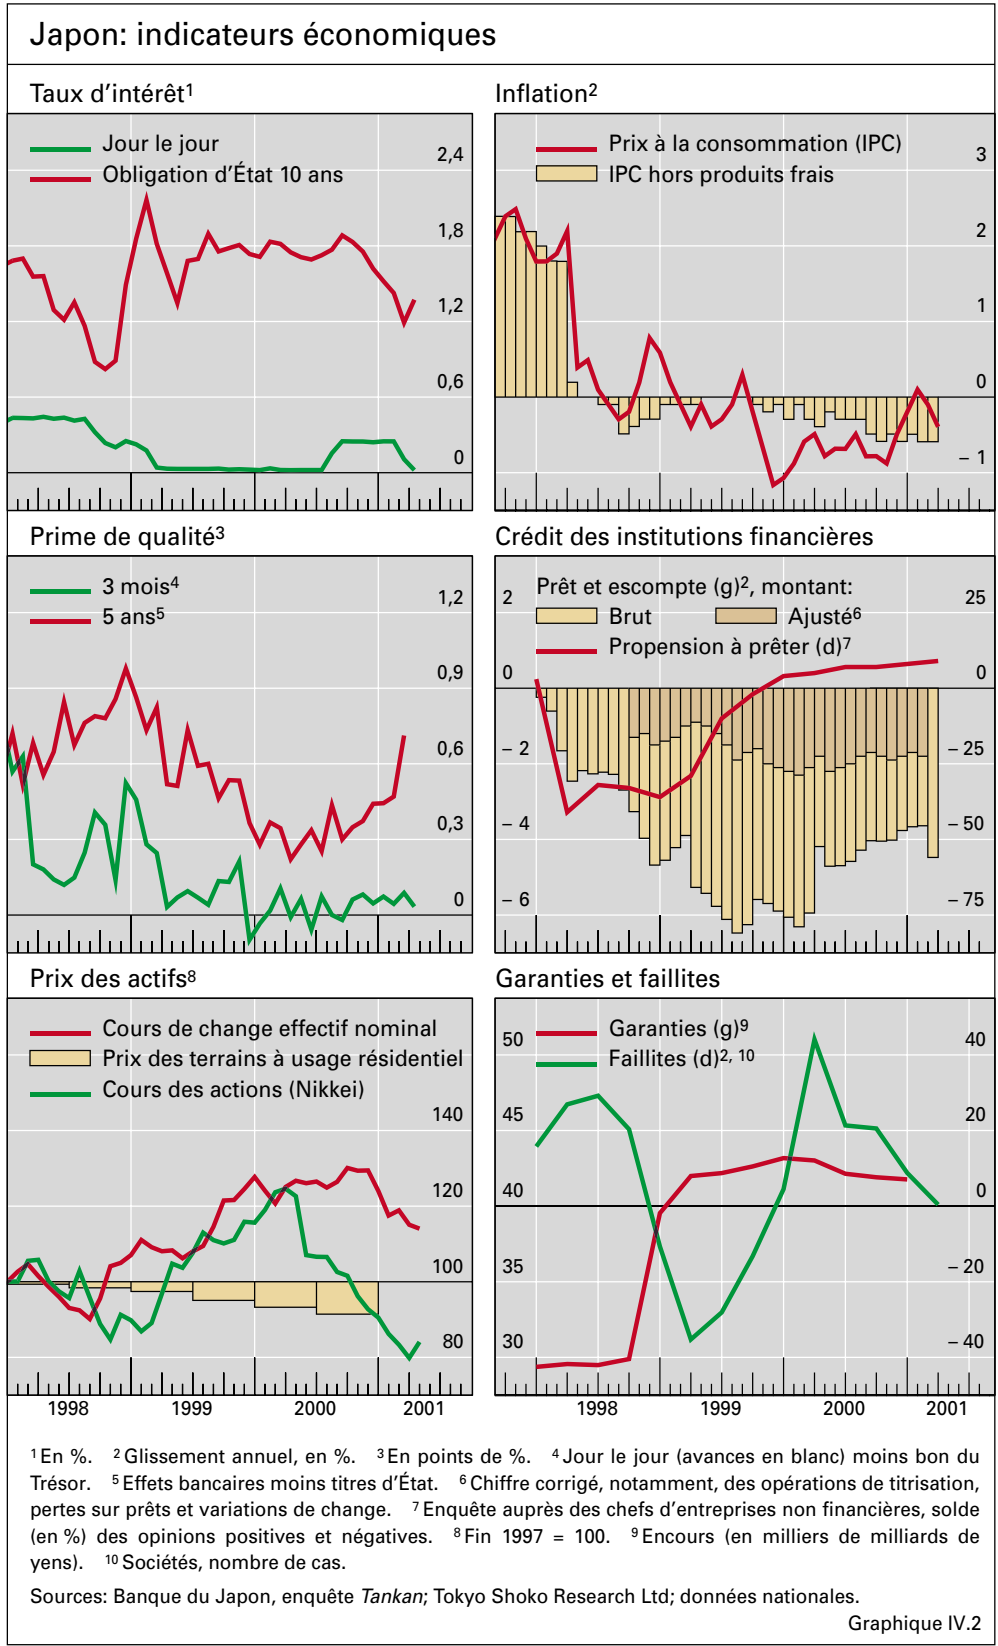 Japon: indicateurs économiques
Taux d'intérêt1
Jour le jour
Obligation d'État 10 ans
2,4
1,8
1,2
0,6
0
Inflation2
Prix à la consommation (IPC)
IPC hors produits frais
3
2
1
0
– 1
Prime de qualité3
3 mois4
5 ans5
1,2
0,9
0,6
0,3
0
Crédit des institutions financières
Prêt et escompte (g)2, montant:
Brut Ajusté6
Propension à prêter (d)7
2 25
0 0
– 2 – 25
– 4 – 50
– 6 – 75
Prix des actifs8
Cours de change effectif nominal
Prix des terrains à usage résidentiel
Cours des actions (Nikkei)
140
120
100
80
1998 1999 2000 2001
Garanties et faillites
Garanties (g)9
Faillites (d)2, 10
50 40
45 20
40 0
35 – 20
30 – 40
1998 1999 2000 2001
1 En %. 2 Glissement annuel, en %. 3 En points de %. 4 Jour le jour (avances en blanc) moins bon du
Trésor. 5 Effets bancaires moins titres d'État. 6 Chiffre corrigé, notamment, des opérations de titrisation,
pertes sur prêts et variations de change. 7 Enquête auprès des chefs d'entreprises non financières, solde
(en %) des opinions positives et négatives. 8 Fin 1997 = 100. 9 Encours (en milliers de milliards de
yens). 10 Sociétés, nombre de cas.
Sources: Banque du Japon, enquête Tankan; Tokyo Shoko Research Ltd; données nationales.
Graphique IV.2